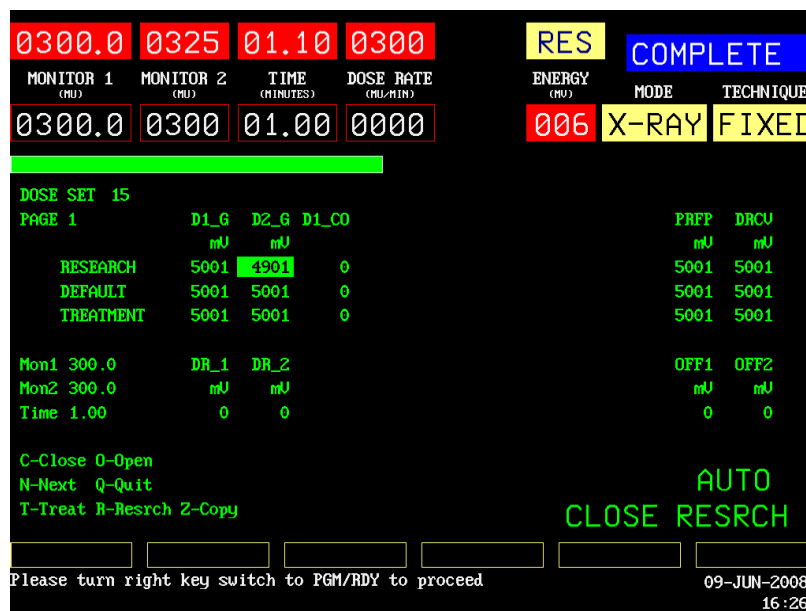 0300.0 0325 01.10 0300 RES COMPLETE
MONITOR 1 MONITOR 2 TIME DOSE RATE ENERGY MODE TECHNIQUE
(MU) (MU) (MINUTES) (MU/MIN) (MV)
0300.0 0300 01.00 0000 006 X-RAY FIXED
DOSE SET 15
PAGE 1 D1_G D2_G D1_CO PRFP DRCV
mV mV mV mV
RESEARCH 5001 4901 0 5001 5001
DEFAULT 5001 5001 0 5001 5001
TREATMENT 5001 5001 0 5001 5001
Mon1 300.0 DR_1 DR_2 OFF1 OFF2
Mon2 300.0 mV mV mV mV
Time 1.00 0 0 0 0
C-Close O-Open
N-Next Q-Quit
T-Treat R-Resrch Z-Copy
AUTO
CLOSE RESRCH
Please turn right key switch to PGM/RDY to proceed 09-JUN-2008
16:26